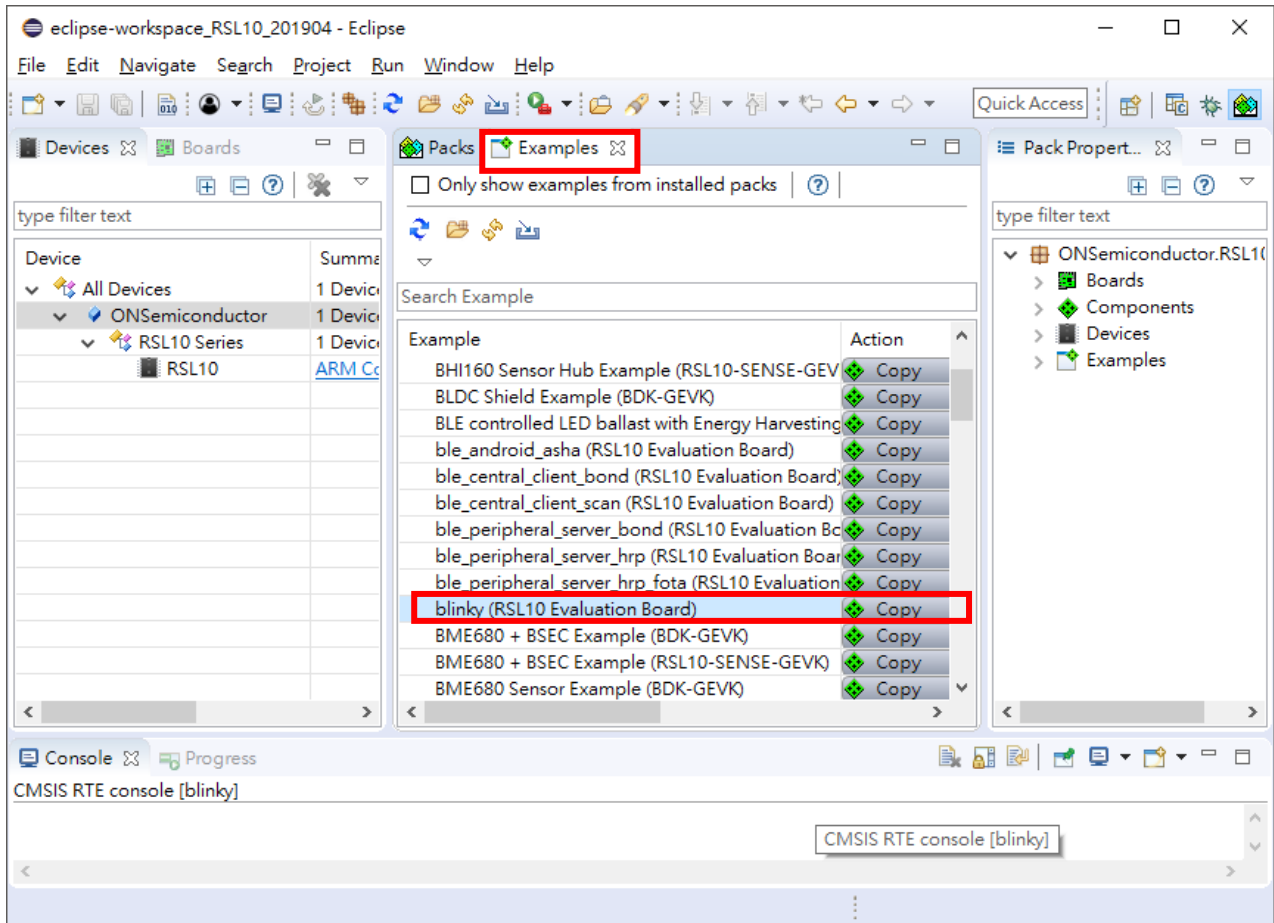 eclipse-workspace_RSL10_201904 - Eclipse
File Edit Navigate Search Project Run Window Help
010 Quick Access
Devices Boards
type filter text
Device Summa
All Devices 1 Devic
ONSemiconductor 1 Devic
RSL10 Series 1 Devic
RSL10 ARM Co
Packs Examples
Only show examples from installed packs
Search Example
Example Action
BHI160 Sensor Hub Example (RSL10-SENSE-GEV Copy
BLDC Shield Example (BDK-GEVK) Copy
BLE controlled LED ballast with Energy Harvesting Copy
ble_android_asha (RSL10 Evaluation Board) Copy
ble_central_client_bond (RSL10 Evaluation Board) Copy
ble_central_client_scan (RSL10 Evaluation Board) Copy
ble_peripheral_server_bond (RSL10 Evaluation Bo Copy
ble_peripheral_server_hrp (RSL10 Evaluation Boar Copy
ble_peripheral_server_hrp_fota (RSL10 Evaluation Copy
blinky (RSL10 Evaluation Board) Copy
BME680 + BSEC Example (BDK-GEVK) Copy
BME680 + BSEC Example (RSL10-SENSE-GEVK) Copy
BME680 Sensor Example (BDK-GEVK) Copy
Pack Propert...
type filter text
ONSemiconductor.RSL10
Boards
Components
Devices
Examples
Console Progress
CMSIS RTE console [blinky]
CMSIS RTE console [blinky]